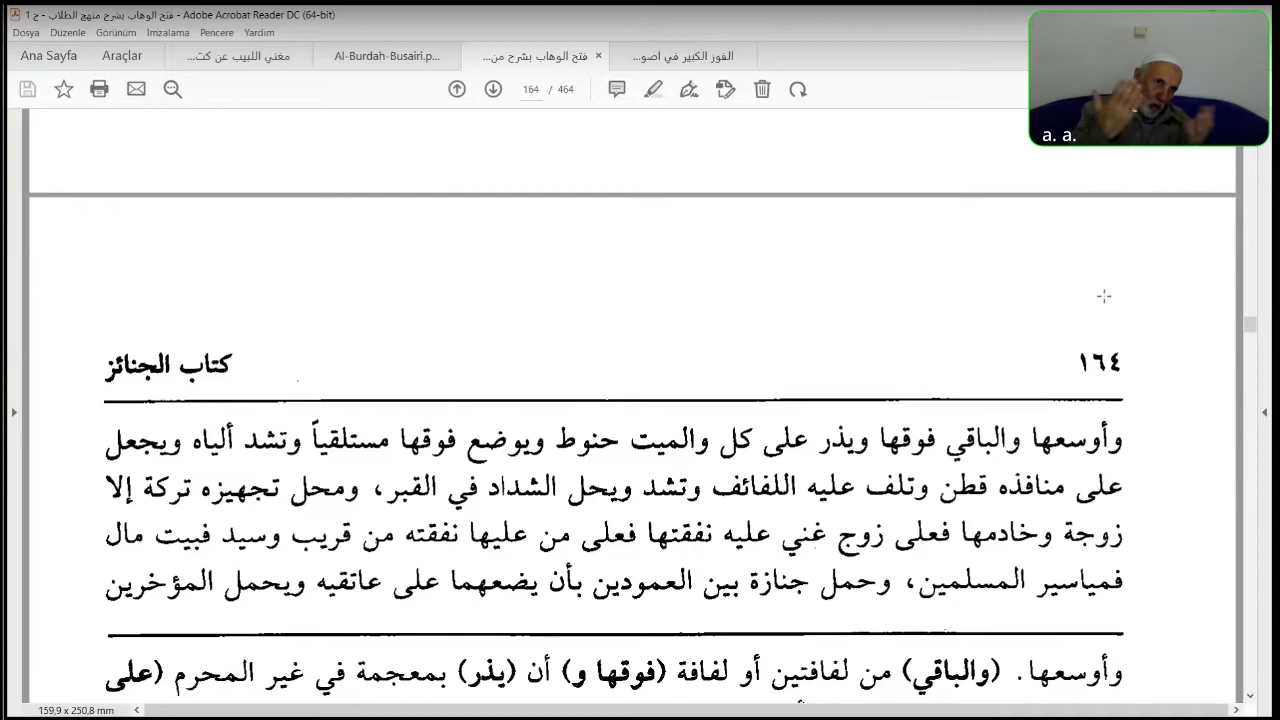 فتح الوهاب بشرح منهج الطلاب - ج 1 - Adobe Acrobat Reader DC (64-bit)
Dosya Düzenle Görünüm Imzalama Pencere Yardım
Ana Sayfa Araçlar مغني اللبيب عن كت... Al-Burdah-Busairi.p... فتح الوهاب بشرح من... × الفوز الكبير في اصو...
164 / 464
a. a.
١٦٤ كتاب الجنائز
وأوسعها والباقي فوقها ويذر على كل والميت حنوط ويوضع فوقها مستلقياً وتشد ألياه ويجعل
على منافذه قطن وتلف عليه اللفائف وتشد ويحل الشداد في القبر، ومحل تجهيزه تركة إلا
زوجة وخادمها فعلى زوج غني عليه نفقتها فعلى من عليها نفقته من قريب وسيد فبيت مال
فمياسير المسلمين، وحمل جنازة بين العمودين بأن يضعهما على عاتقيه ويحمل المؤخرين
وأوسعها. (والباقي) من لفافتين أو لفافة (فوقها و) أن (يذر) بمعجمة في غير المحرم (على
159,9 x 250,8 mm